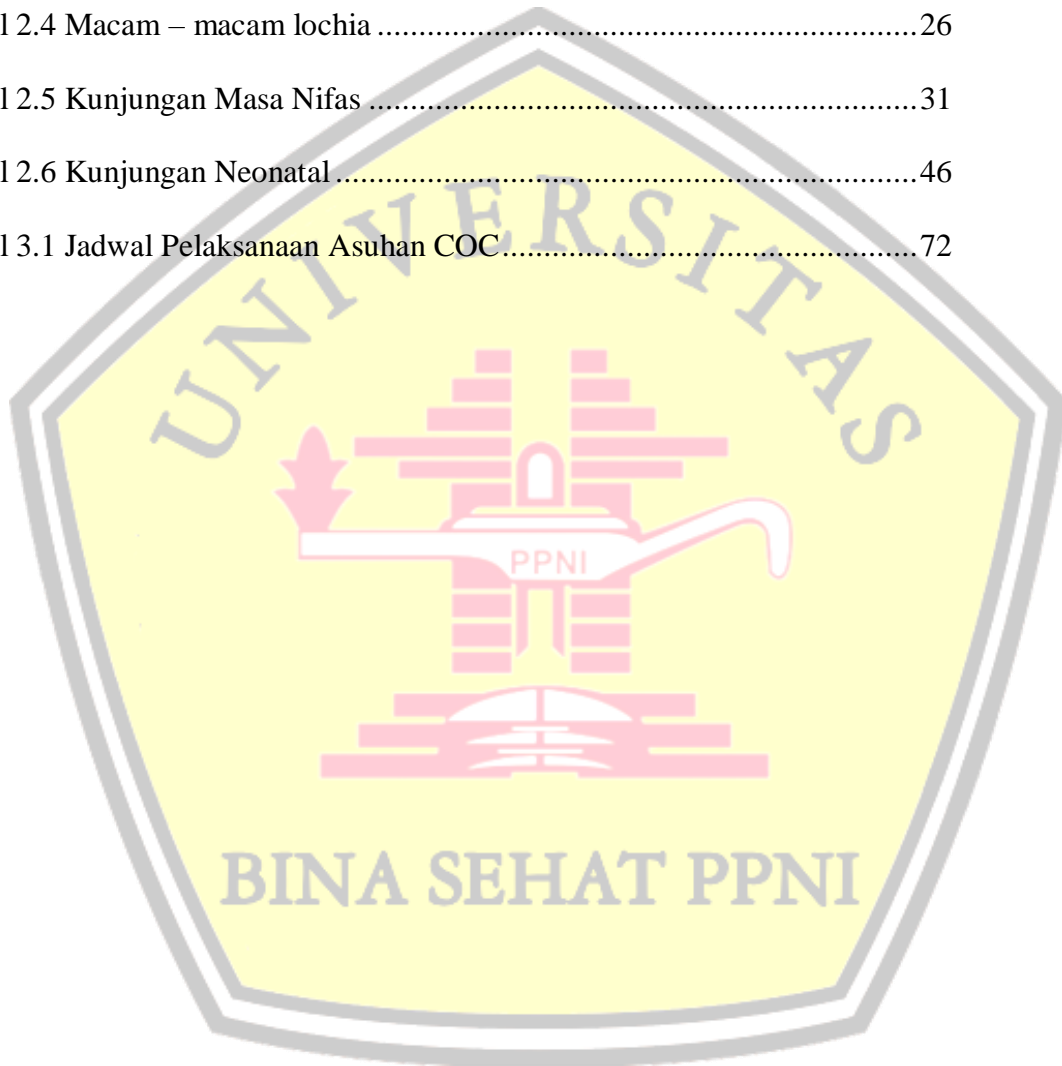 l 2.4 Macam – macam lochia ................................................................ 26
l 2.5 Kunjungan Masa Nifas ................................................................. 31
l 2.6 Kunjungan Neonatal ..................................................................... 46
l 3.1 Jadwal Pelaksanaan Asuhan COC ................................................. 72
UNIVERSITAS
PPNI
BINA SEHAT PPNI